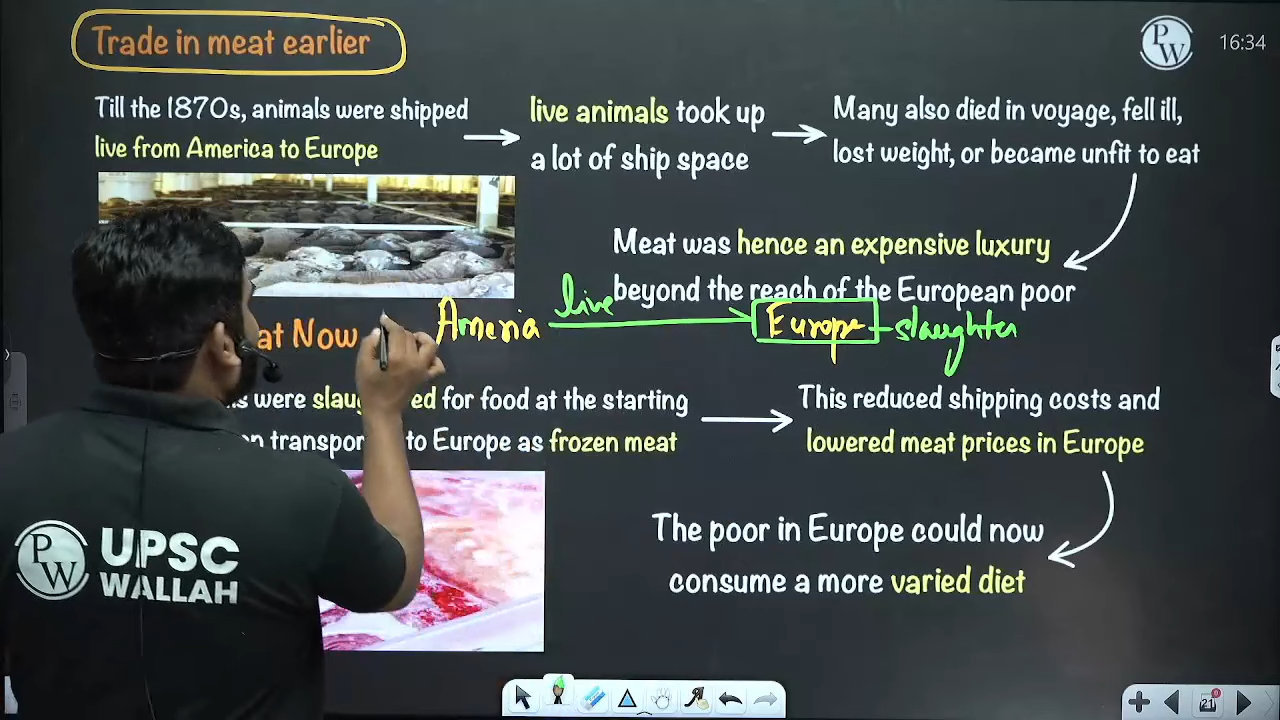 Trade in meat earlier
PW
16:34
Till the 1870s, animals were shipped
live from America to Europe
live animals took up
a lot of ship space
Many also died in voyage, fell ill,
lost weight, or became unfit to eat
Meat was hence an expensive luxury
beyond the reach of the European poor
live
Ameria
Europe
slaughter
at Now
were slaug ed for food at the starting
transpor to Europe as frozen meat
This reduced shipping costs and
lowered meat prices in Europe
The poor in Europe could now
consume a more varied diet
PW
UPSC
WALLAH
21